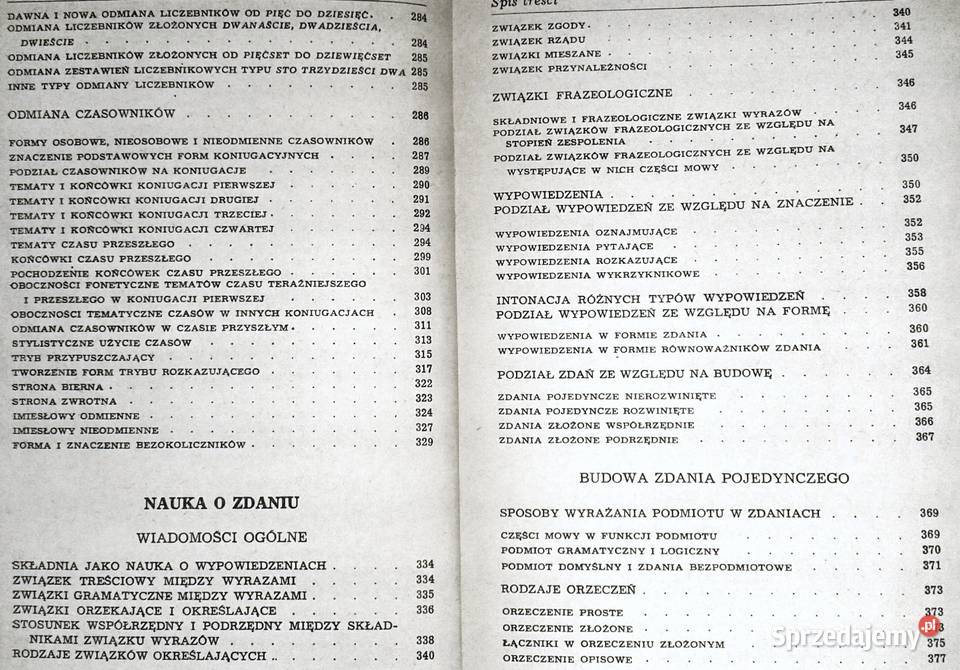 DAWNA I NOWA ODMIANA LICZEBNIKÓW OD PIĘĆ DO DZIESIĘĆ. . . . 284
ODMIANA LICZEBNIKÓW ZŁOŻONYCH DWANAŚCIE, DWADZIEŚCIA,
DWIEŚCIE . . . . . . . . . . 284
ODMIANA LICZEBNIKÓW ZŁOŻONYCH OD PIĘĆSET DO DZIEWIĘĆSET 285
ODMIANA ZESTAWIEŃ LICZEBNIKOWYCH TYPU STO TRZYDZIEŚCI DWA 285
INNE TYPY ODMIANY LICZEBNIKÓW . . . . . . 285
ODMIANA CZASOWNIKÓW . . . . . . . . 286
FORMY OSOBOWE, NIEOSOBOWE I NIEODMIENNE CZASOWNIKÓW . 286
ZNACZENIE PODSTAWOWYCH FORM KONIUGACYJNYCH . . . . 287
PODZIAŁ CZASOWNIKÓW NA KONIUGACJE . . . . . 289
TEMATY I KOŃCÓWKI KONIUGACJI PIERWSZEJ . . . . . 290
TEMATY I KOŃCÓWKI KONIUGACJI DRUGIEJ . . . . . 291
TEMATY I KOŃCÓWKI KONIUGACJI TRZECIEJ . . . . . 292
TEMATY I KOŃCÓWKI KONIUGACJI CZWARTEJ . . . . . 294
TEMATY CZASU PRZESZŁEGO . . . . . . . 294
KOŃCÓWKI CZASU PRZESZŁEGO . . . . . . . 299
POCHODZENIE KOŃCÓWEK CZASU PRZESZŁEGO . . . . . 301
OBOCZNOŚCI FONETYCZNE TEMATÓW CZASU TERAŹNIEJSZEGO
I PRZESZŁEGO W KONIUGACJI PIERWSZEJ . . . . . 303
OBOCZNOŚCI TEMATYCZNE CZASÓW W INNYCH KONIUGACJACH . 308
ODMIANA CZASOWNIKÓW W CZASIE PRZYSZŁYM . . . . . 311
STYLISTYCZNE UŻYCIE CZASÓW . . . . . . . 313
TRYB PRZYPUSZCZAJĄCY . . . . . . . . 315
TWORZENIE FORM TRYBU ROZKAZUJĄCEGO . . . . . 317
STRONA BIERNA . . . . . . . . . . 322
STRONA ZWROTNA . . . . . . . . . 323
IMIESŁOWY ODMIENNE . . . . . . . . 324
IMIESŁOWY NIEODMIENNE . . . . . . . . 327
FORMA I ZNACZENIE BEZOKOLICZNIKÓW . . . . . . 329
NAUKA O ZDANIU
WIADOMOŚCI OGÓLNE
SKŁADNIA JAKO NAUKA O WYPOWIEDZENIACH . . . . 334
ZWIĄZEK TREŚCIOWY MIĘDZY WYRAZAMI . . . . . 334
ZWIĄZKI GRAMATYCZNE MIĘDZY WYRAZAMI . . . . . 335
ZWIĄZKI ORZEKAJĄCE I OKREŚLAJĄCE . . . . . 336
STOSUNEK WSPÓŁRZĘDNY I PODRZĘDNY MIĘDZY SKŁAD-
NIKAMI ZWIĄZKU WYRAZÓW . . . . . . . 338
RODZAJE ZWIĄZKÓW OKREŚLAJĄCYCH . . . . . . 340
Spis treści
340
ZWIĄZEK ZGODY . . . . . . . . . 341
ZWIĄZEK RZĄDU . . . . . . . . . 344
ZWIĄZKI MIESZANE . . . . . . . . 345
ZWIĄZEK PRZYNALEŻNOŚCI
ZWIĄZKI FRAZEOLOGICZNE . . . . . . . 346
SKŁADNIOWE I FRAZEOLOGICZNE ZWIĄZKI WYRAZÓW . . . 346
PODZIAŁ ZWIĄZKÓW FRAZEOLOGICZNYCH ZE WZGLĘDU NA
STOPIEŃ ZESPOLENIA . . . . . . . . 347
PODZIAŁ ZWIĄZKÓW FRAZEOLOGICZNYCH ZE WZGLĘDU NA
WYSTĘPUJĄCE W NICH CZĘŚCI MOWY . . . . . 350
WYPOWIEDZENIA . . . . . . . . . 350
PODZIAŁ WYPOWIEDZEŃ ZE WZGLĘDU NA ZNACZENIE . . 352
WYPOWIEDZENIA OZNAJMUJĄCE . . . . . . . 352
WYPOWIEDZENIA PYTAJĄCE . . . . . . . 353
WYPOWIEDZENIA ROZKAZUJĄCE . . . . . . . 355
WYPOWIEDZENIA WYKRZYKNIKOWE . . . . . . 356
INTONACJA RÓŻNYCH TYPÓW WYPOWIEDZEŃ . . . . 358
PODZIAŁ WYPOWIEDZEŃ ZE WZGLĘDU NA FORMĘ . . . 360
WYPOWIEDZENIA W FORMIE ZDANIA . . . . . . 360
WYPOWIEDZENIA W FORMIE RÓWNOWAŻNIKÓW ZDANIA . . 361
PODZIAŁ ZDAŃ ZE WZGLĘDU NA BUDOWĘ . . . . 364
ZDANIA POJEDYNCZE NIEROZWINIĘTE . . . . . . 365
ZDANIA POJEDYNCZE ROZWINIĘTE . . . . . . 365
ZDANIA ZŁOŻONE WSPÓŁRZĘDNIE . . . . . . 366
ZDANIA ZŁOŻONE PODRZĘDNIE . . . . . . . 367
BUDOWA ZDANIA POJEDYNCZEGO
SPOSOBY WYRAŻANIA PODMIOTU W ZDANIACH . . . . 369
CZĘŚCI MOWY W FUNKCJI PODMIOTU . . . . . . 369
PODMIOT GRAMATYCZNY I LOGICZNY . . . . . . 370
PODMIOT DOMYŚLNY I ZDANIA BEZPODMIOTOWE . . . . 371
RODZAJE ORZECZEŃ . . . . . . . . 373
ORZECZENIE PROSTE . . . . . . . . 373
ORZECZENIE ZŁOŻONE . . . . . . . . 3
ŁĄCZNIKI W ORZECZENIU ZŁOŻONYM . . . . . . 375
ORZECZENIE OPISOWE . . . . . . . . 377
Sprzedajemy.pl